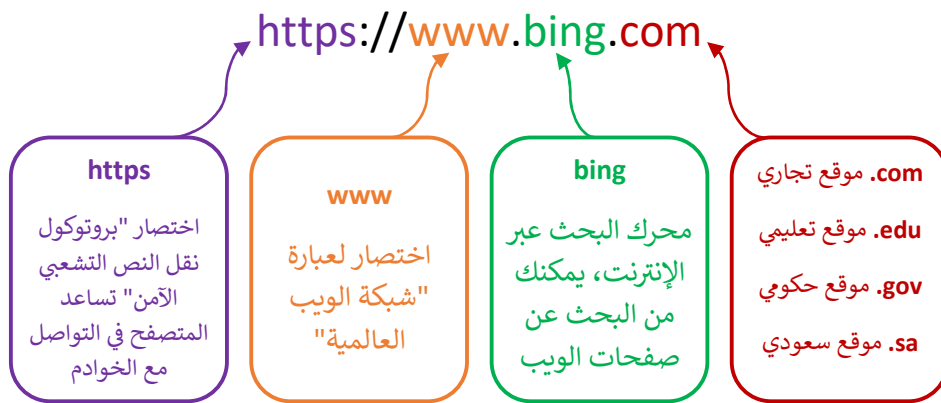 https://www.bing.com
https
اختصار "بروتوكول
نقل النص التشعبي
الآمن" تساعد
المتصفح في التواصل
مع الخوادم
www
اختصار لعبارة
"شبكة الويب
العالمية"
bing
محرك البحث عبر
الإنترنت، يمكنك
من البحث عن
صفحات الويب
.com موقع تجاري
.edu موقع تعليمي
.gov موقع حكومي
.sa موقع سعودي